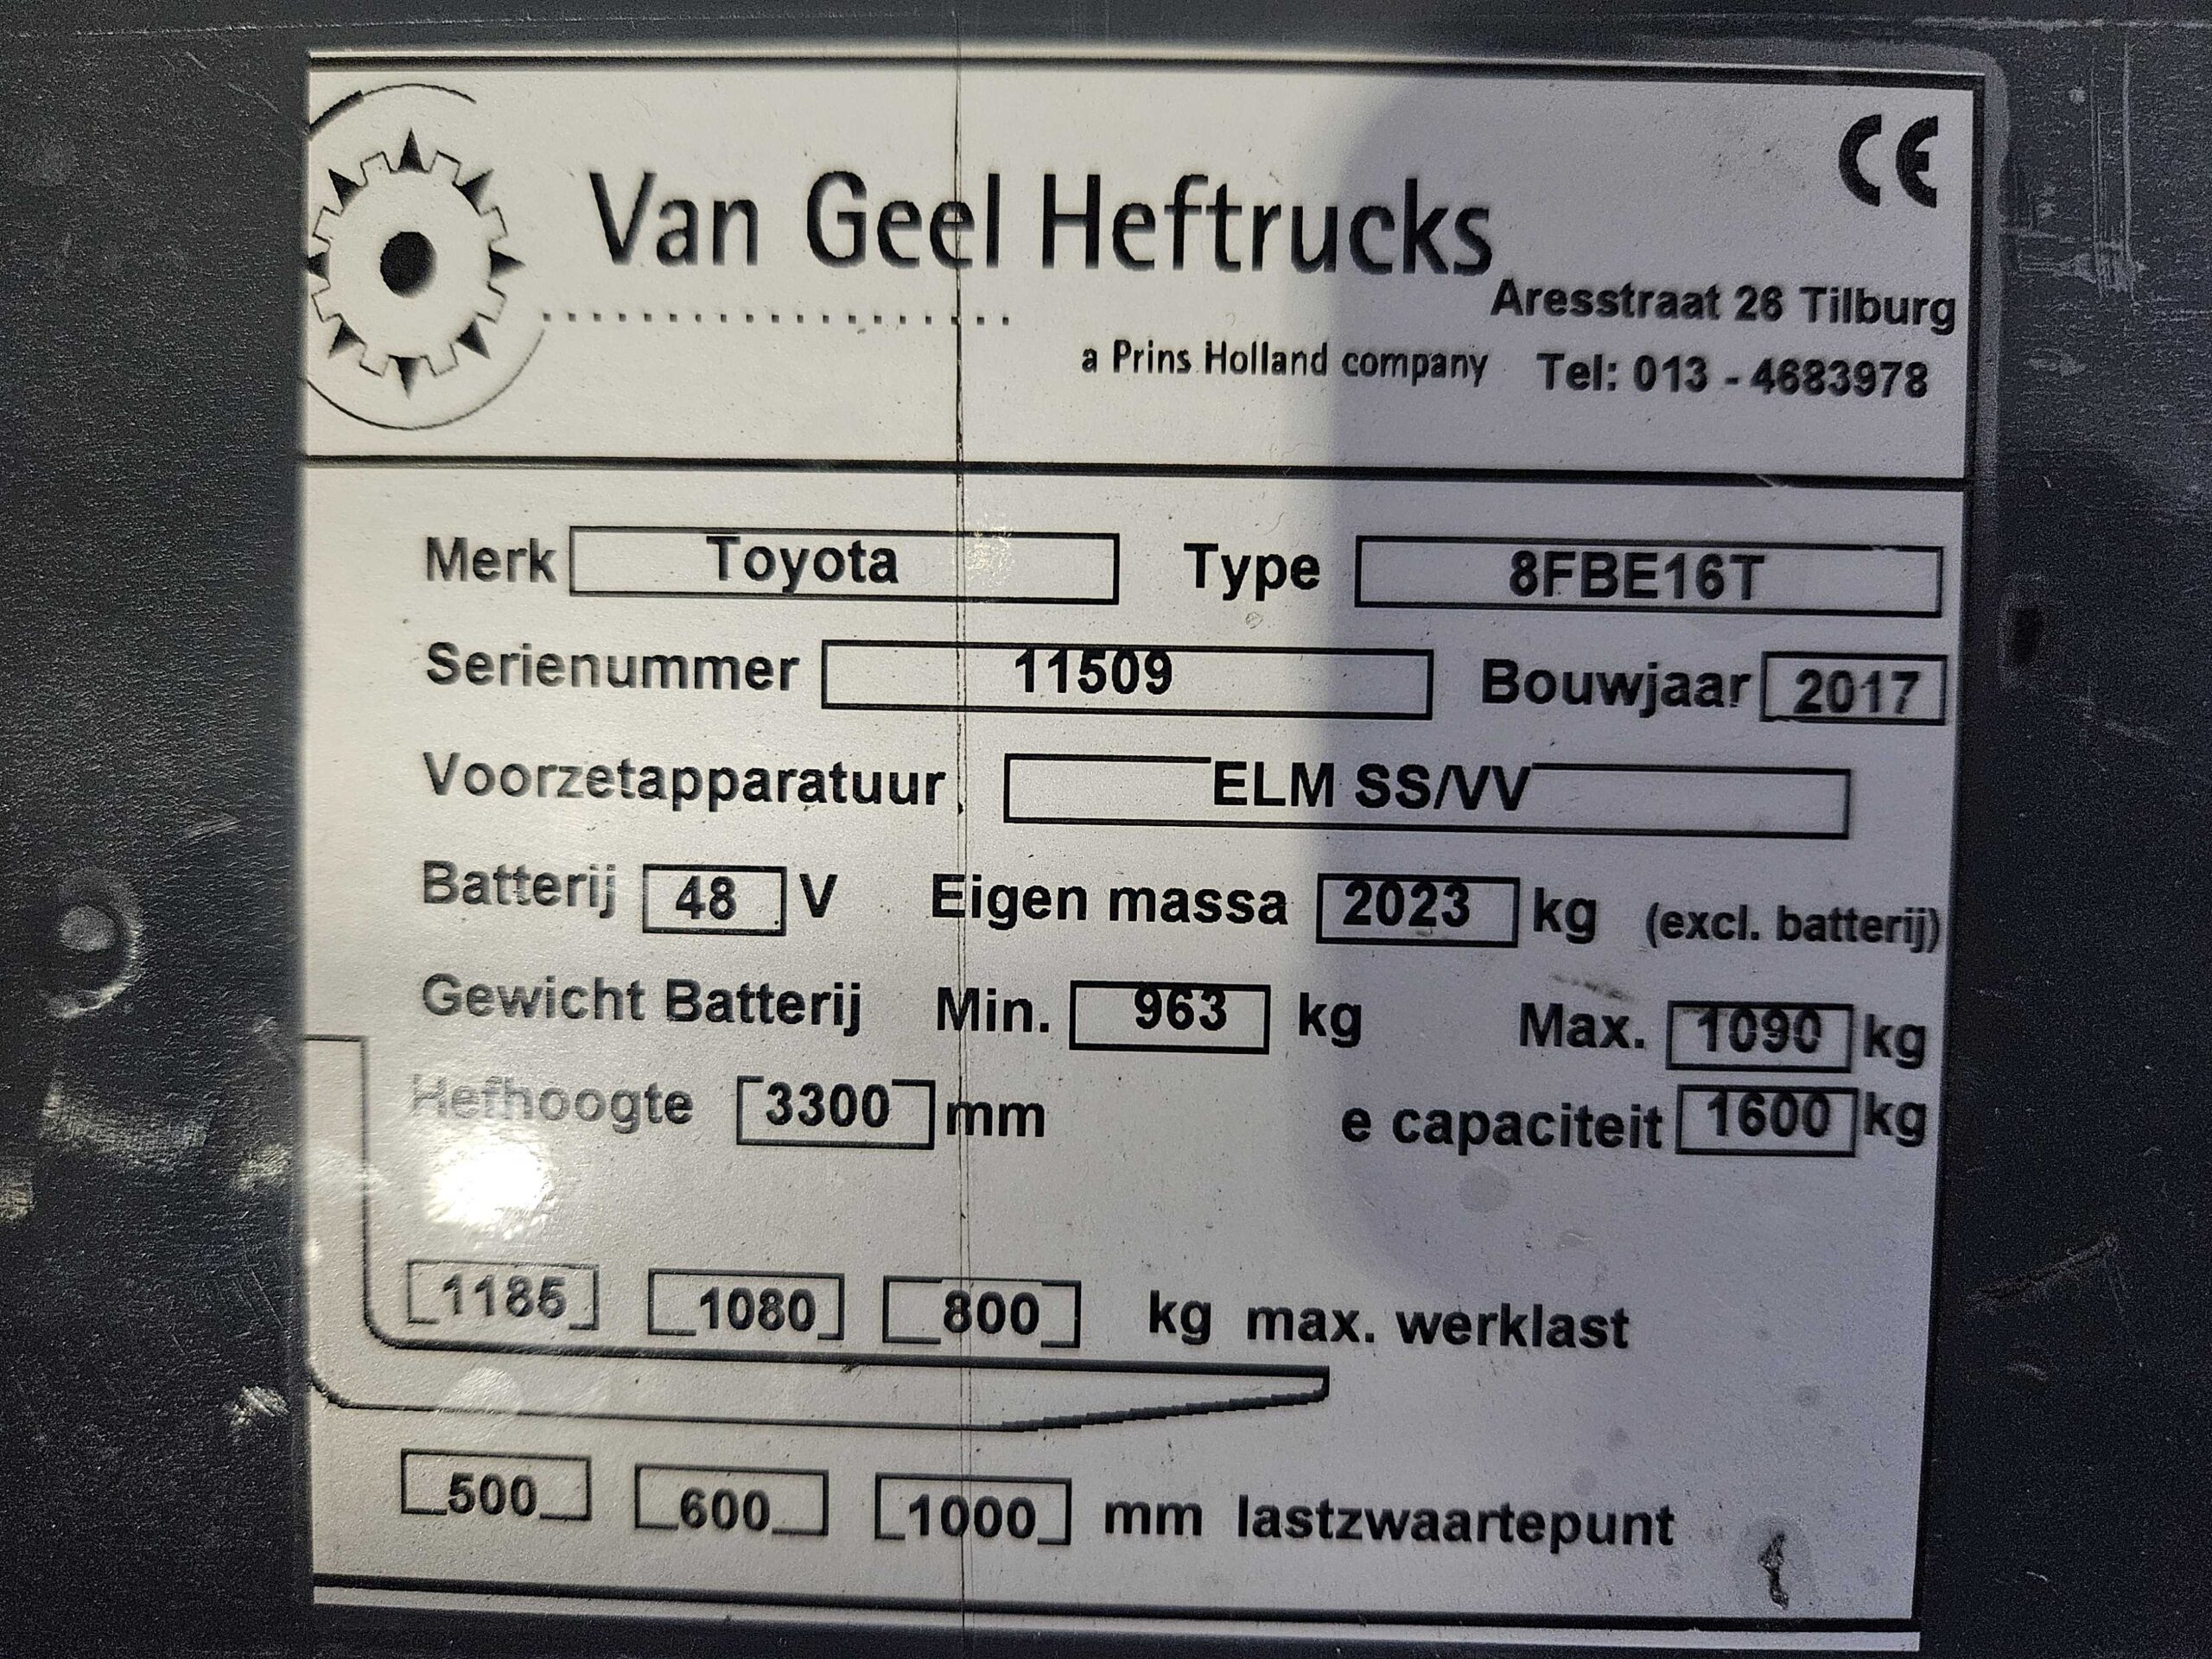 CE
Van Geel Heftrucks
Aresstraat 26 Tilburg
a Prins Holland company Tel: 013 - 4683978
Merk Toyota Type 8FBE16T
Serienummer 11509 Bouwjaar 2017
Voorzetapparatuur ELM SS/VV
Batterij 48 V Eigen massa 2023 kg (excl. batterij)
Gewicht Batterij Min. 963 kg Max. 1090 kg
Hefhoogte 3300 mm e capaciteit 1600 kg
1185 1080 800 kg max. werklast
500 600 1000 mm lastzwaartepunt